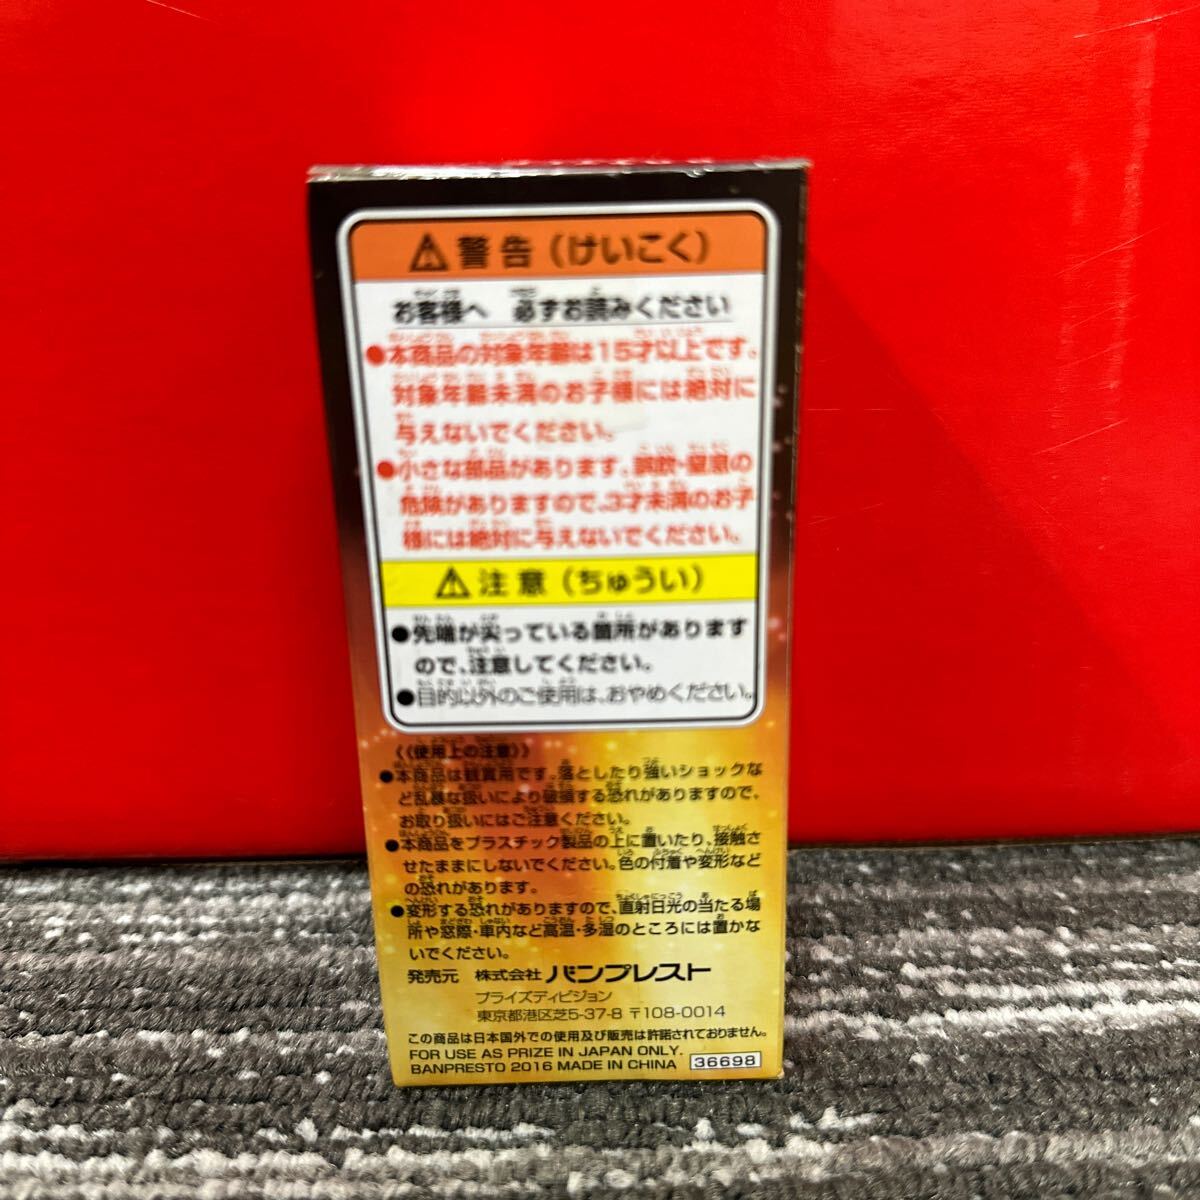 ⚠警告（けいこく）
お客様へ 必ずお読みください
●本商品の対象年齢は15才以上です。
対象年齢未満のお子様には絶対に
与えないでください。
●小さな部品があります、誤飲・窒息の
危険がありますので、3才未満のお子
様には絶対に与えないでください。
⚠注意（ちゅうい）
●先端が尖っている箇所があります
ので、注意してください。
●目的以外のご使用は、おやめください。
《使用上の注意》
●本商品は観賞用です。落としたり強いショックな
ど乱暴な扱いにより破損する恐れがありますので、
お取り扱いにはご注意ください。
●本商品をプラスチック製品の上に置いたり、接触さ
せたままにしないでください。色の付着や変形など
の恐れがあります。
●変形する恐れがありますので、直射日光の当たる場
所や窓際・車内など高温・多湿のところには置かな
いでください。
発売元 株式会社 バンプレスト
プライズディビジョン
東京都港区芝5-37-8 〒108-0014
この商品は日本国外での使用及び販売は許諾されておりません。
FOR USE AS PRIZE IN JAPAN ONLY.
BANPRESTO 2016 MADE IN CHINA 36698